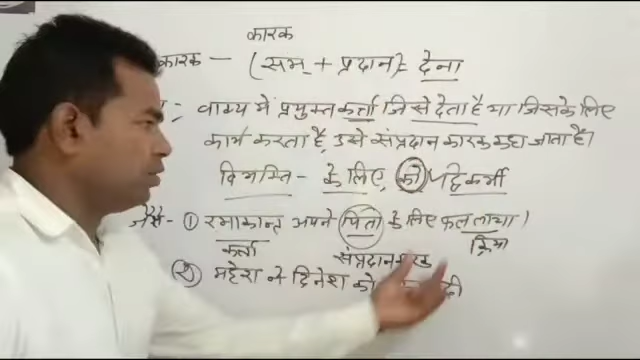 कारक
कारक - (सम + प्रदान) = देना
वाक्य में प्रयुक्त कर्त्ता जिसे देता है या जिसके लिए
कार्य करता है, उसे संप्रदान कारक कहा जाता है।
विभक्ति - के लिए, को
जैसे- ① रमाकान्त अपने पिता के लिए फल लाया।
कर्त्ता संप्रदान क्रिया
② महेश ने दिनेश को दी